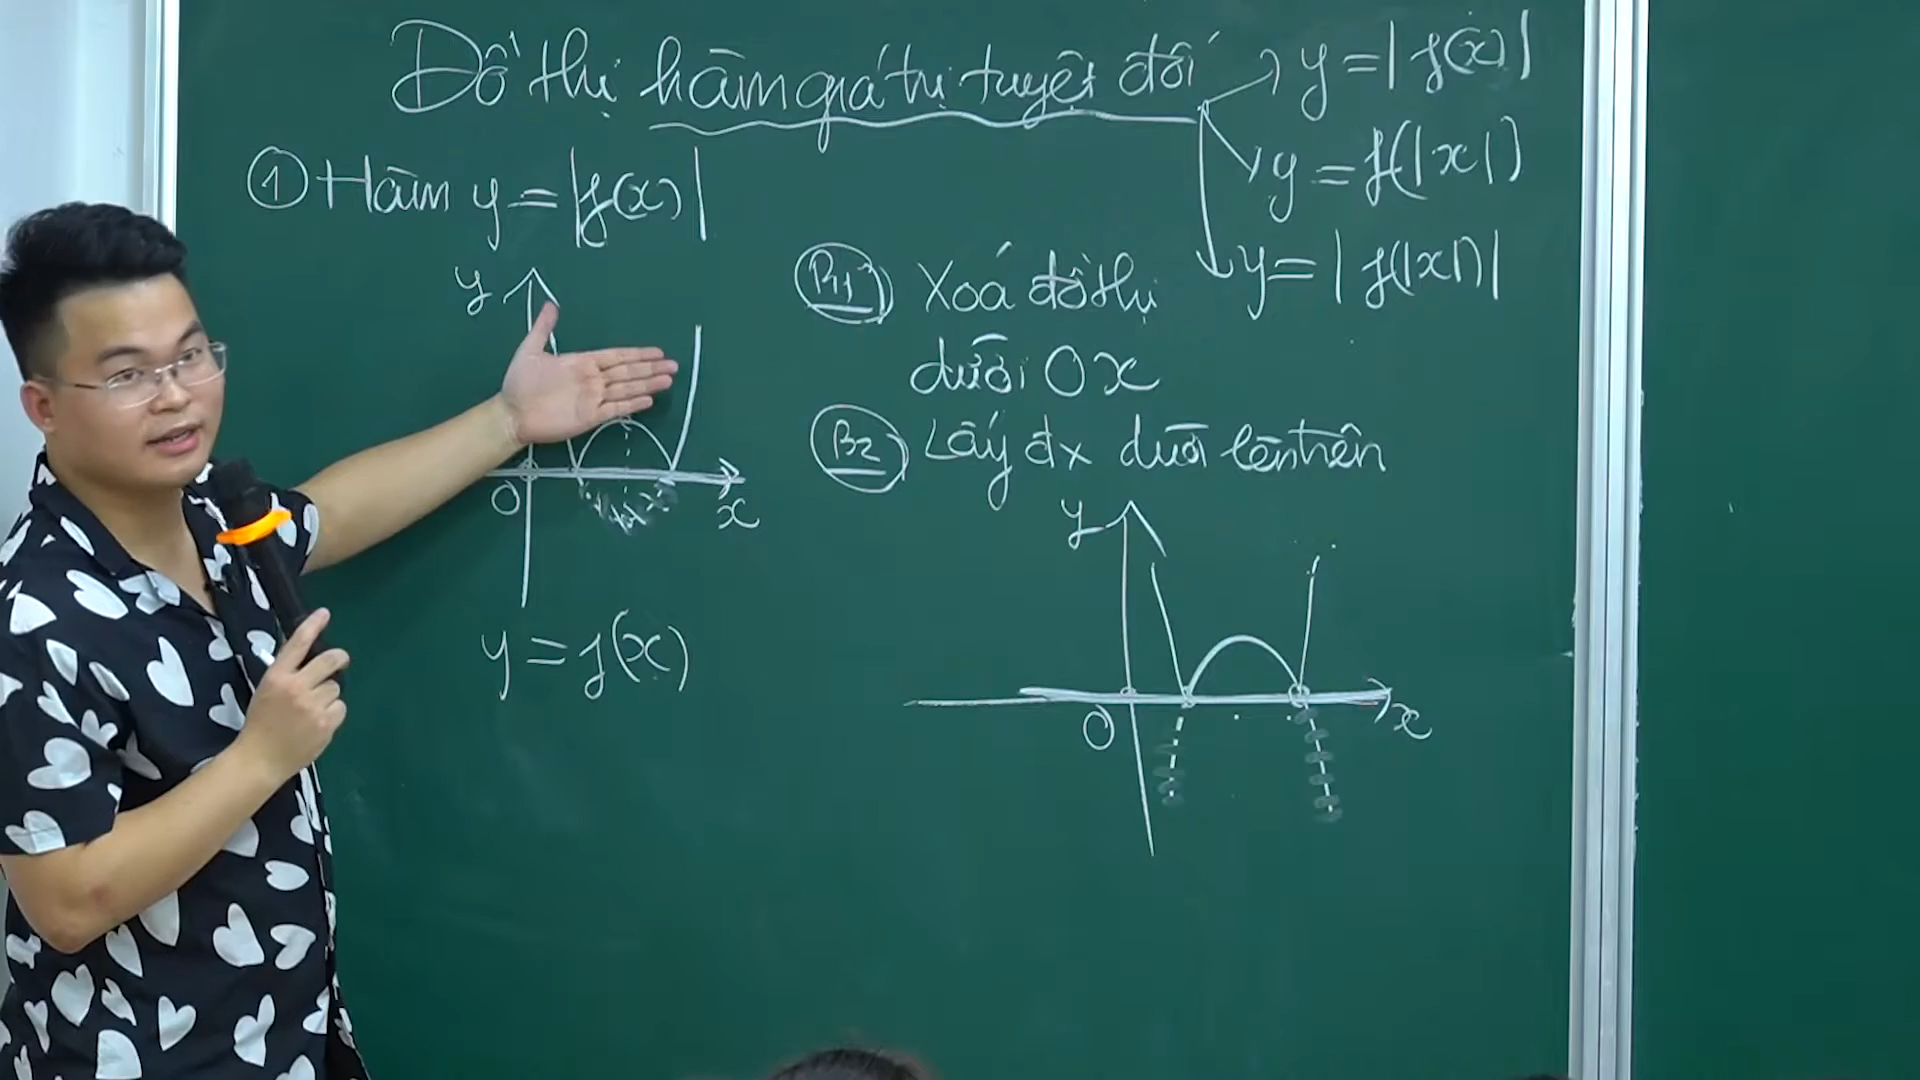 Đồ thị hàm giá trị tuyệt đối
y = |f(x)|
y = f(|x|)
y = |f(|x|)|
① Hàm y = |f(x)|
y
O
x
y = f(x)
B1 Xoá đồ thị
dưới Ox
B2 Lấy đx dưới lên trên
y
O
x